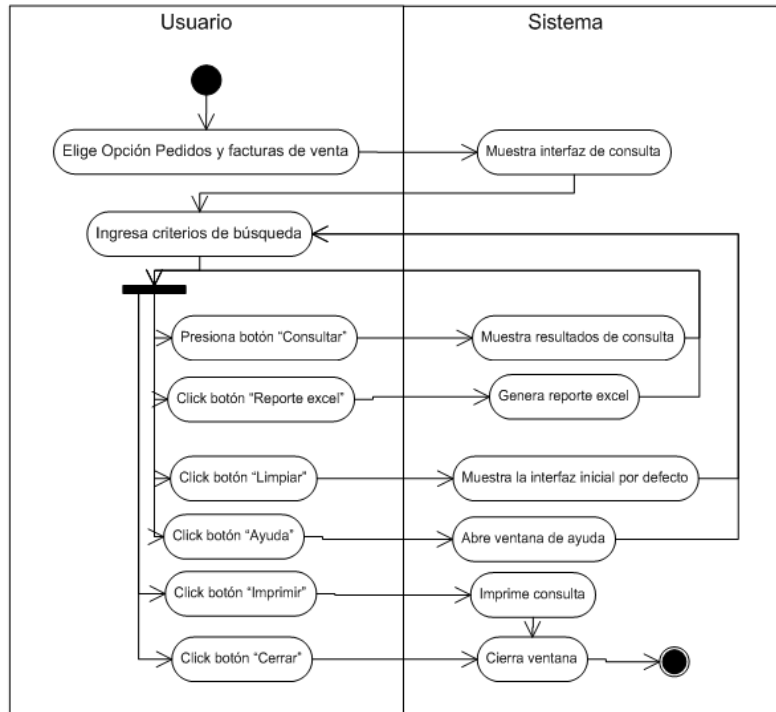 Usuario
Sistema
Elige Opción Pedidos y facturas de venta
Muestra interfaz de consulta
Ingresa criterios de búsqueda
Presiona botón “Consultar”
Muestra resultados de consulta
Click botón “Reporte excel”
Genera reporte excel
Click botón “Limpiar”
Muestra la interfaz inicial por defecto
Click botón “Ayuda”
Abre ventana de ayuda
Click botón “Imprimir”
Imprime consulta
Click botón “Cerrar”
Cierra ventana